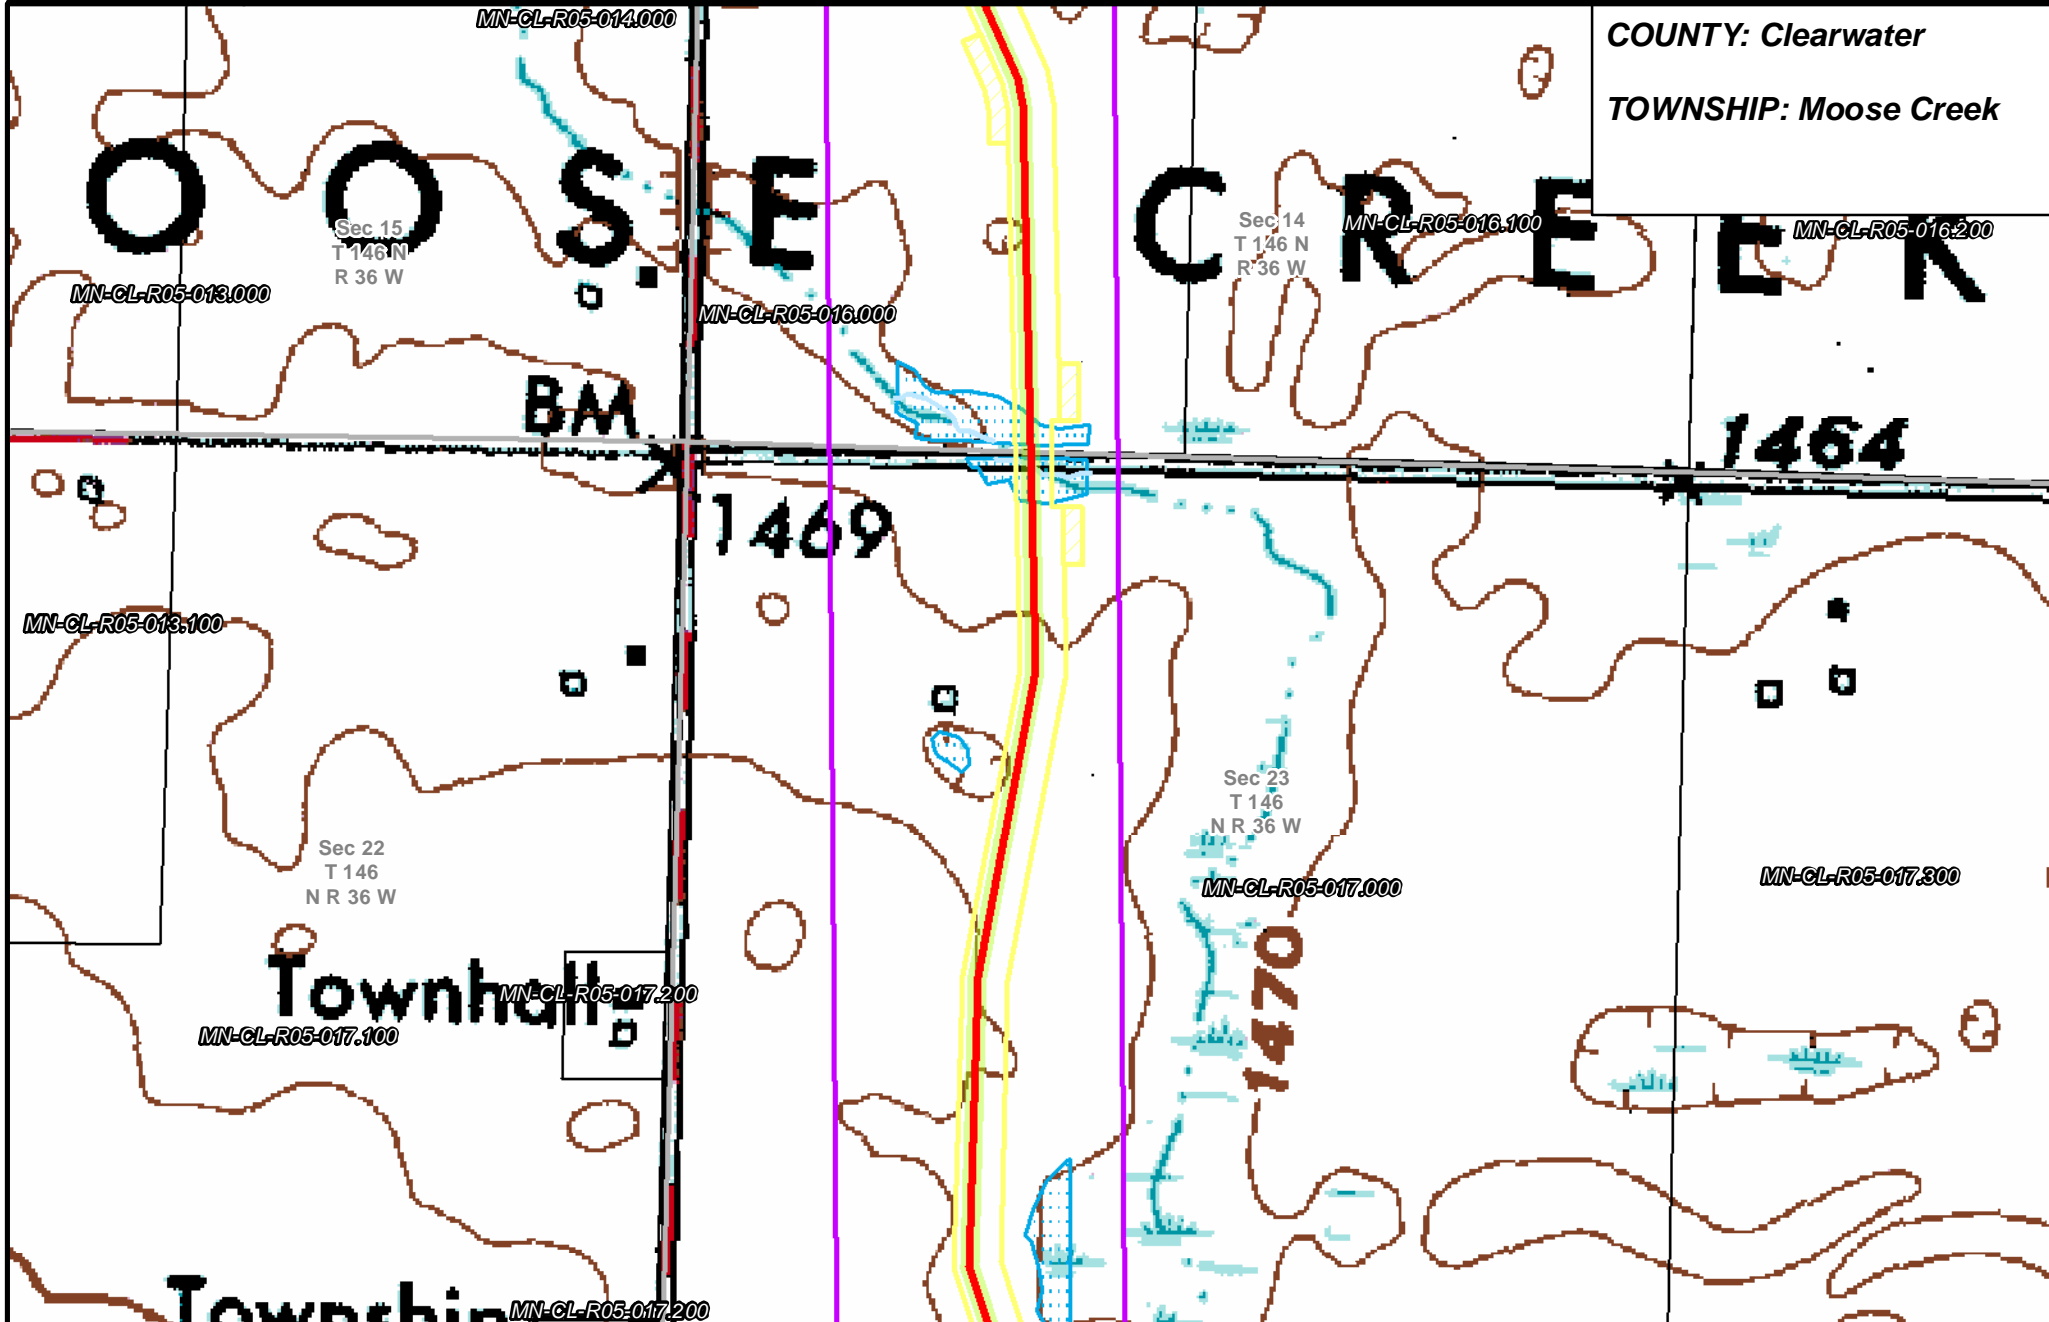 MN-CL-R05-014.000
COUNTY: Clearwater
TOWNSHIP: Moose Creek
OOSE CREEK
Sec 15
T 146 N
R 36 W
Sec 14
T 146 N
R 36 W
MN-CL-R05-016.100
MN-CL-R05-016.200
MN-CL-R05-013.000
MN-CL-R05-016.000
BM
1469
1464
MN-CL-R05-013.100
Sec 23
T 146
N R 36 W
Sec 22
T 146
N R 36 W
MN-CL-R05-017.000
MN-CL-R05-017.300
1470
Townhall
MN-CL-R05-017.200
MN-CL-R05-017.100
Township
MN-CL-R05-017.200